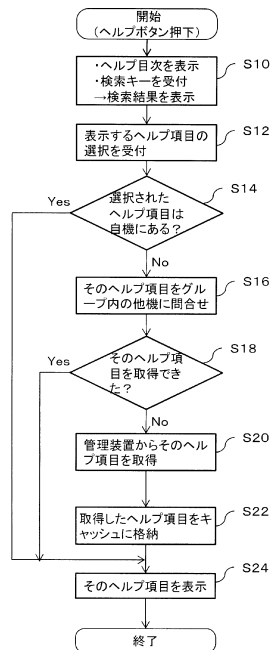 開始
(ヘルプボタン押下)
・ヘルプ目次を表示
・検索キーを受付
→検索結果を表示
S10
表示するヘルプ項目の
選択を受付
S12
選択された
ヘルプ項目は
自機にある？
S14
Yes
No
そのヘルプ項目をグルー
プ内の他機に問合せ
S16
そのヘルプ項
目を取得でき
た？
S18
Yes
No
管理装置からそのヘル
プ項目を取得
S20
取得したヘルプ項目をキ
ャッシュに格納
S22
そのヘルプ項目を表示
S24
終了